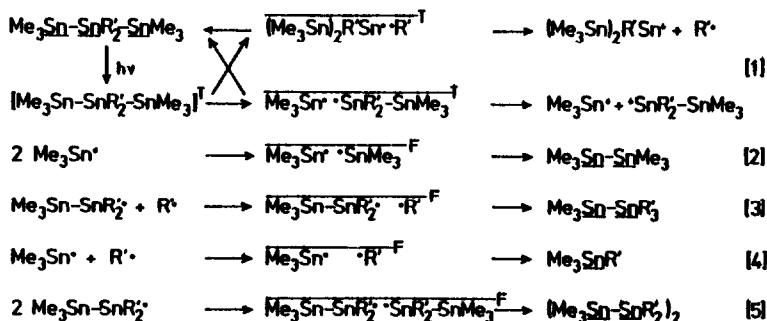 Me₃Sn–SnR'₂–SnMe₃ ⟵ (Me₃Sn)₂R'Sn• •R' T ⟶ (Me₃Sn)₂R'Sn• + R'•
hν [1]
[Me₃Sn–SnR'₂–SnMe₃]T ⟶ Me₃Sn• •SnR'₂–SnMe₃ T ⟶ Me₃Sn• + •SnR'₂–SnMe₃
2 Me₃Sn• ⟶ Me₃Sn• •SnMe₃ F ⟶ Me₃Sn–SnMe₃ [2]
Me₃Sn–SnR'₂• + R'• ⟶ Me₃Sn–SnR'₂• •R' F ⟶ Me₃Sn–SnR'₃ [3]
Me₃Sn• + R'• ⟶ Me₃Sn• •R' F ⟶ Me₃SnR' [4]
2 Me₃Sn–SnR'₂• ⟶ Me₃Sn–SnR'₂• •SnR'₂–SnMe₃ F ⟶ (Me₃Sn–SnR'₂)₂ [5]